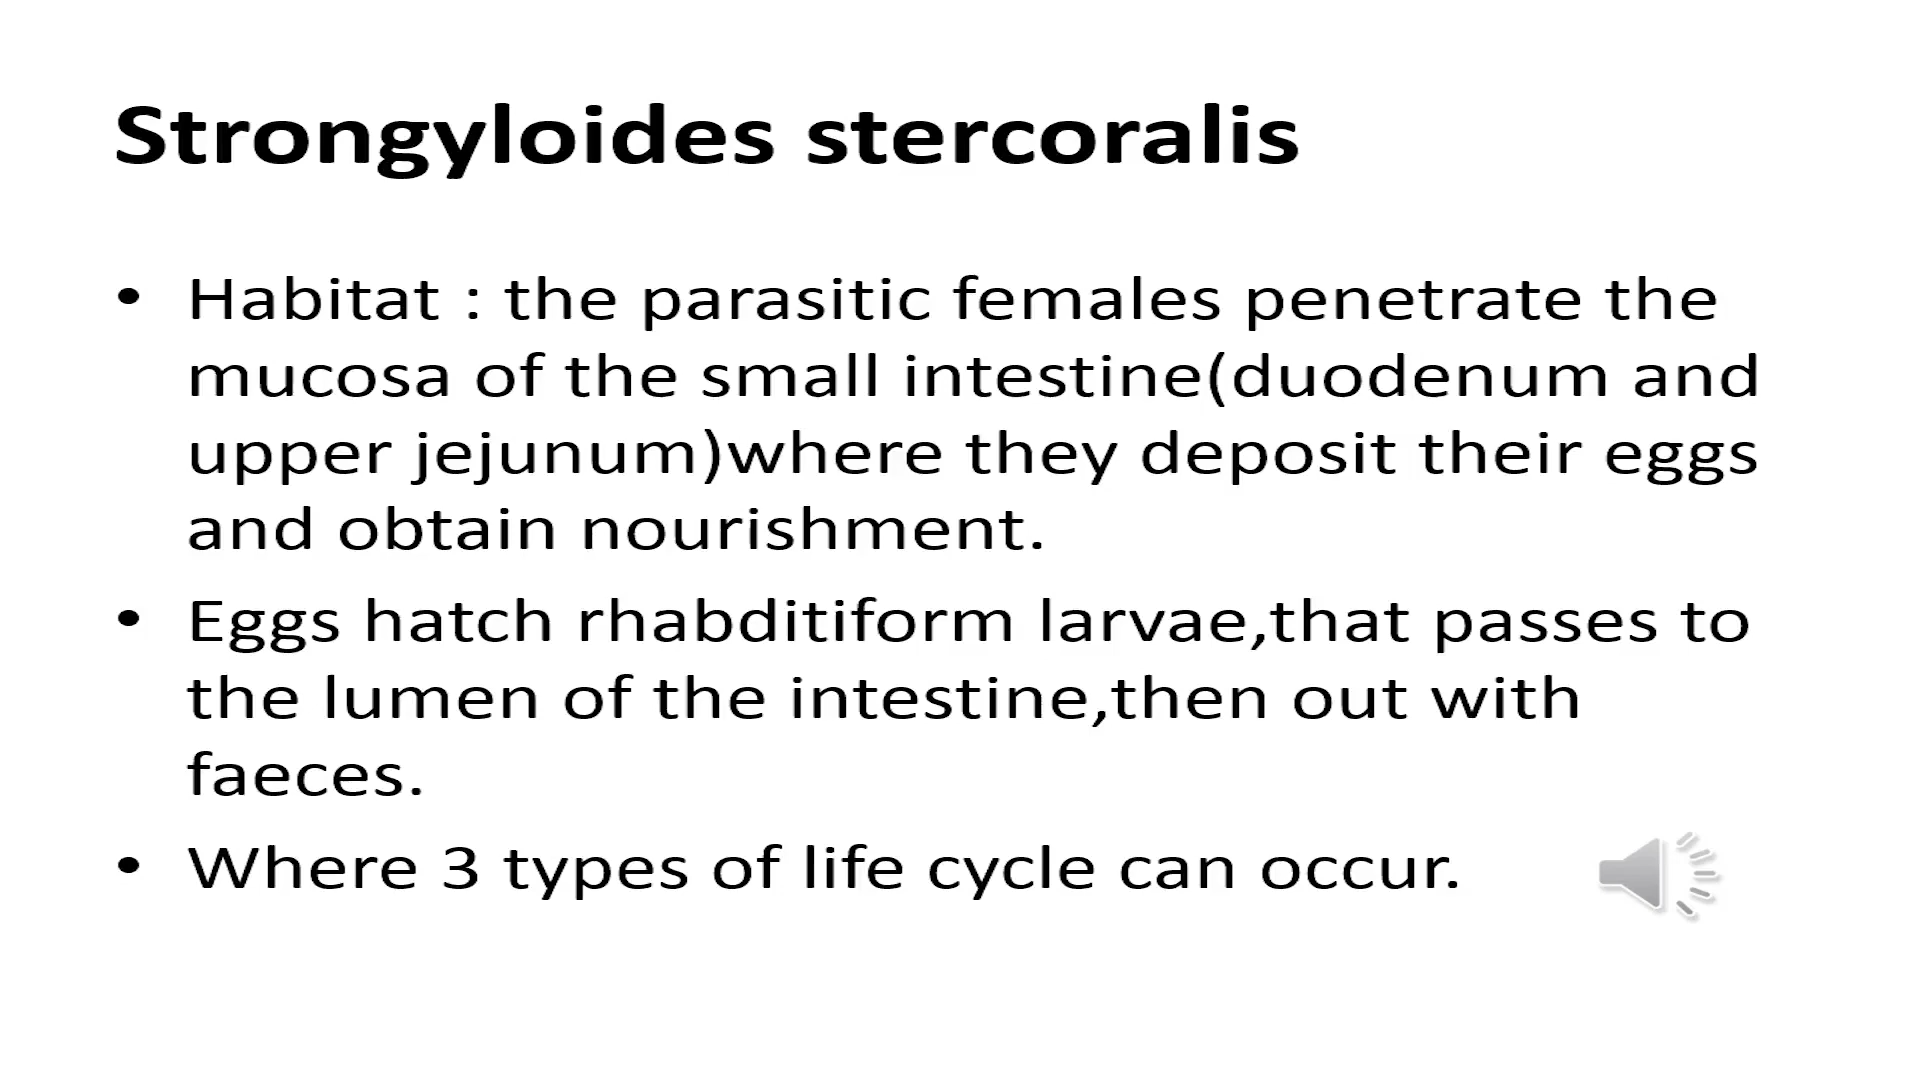 Strongyloides stercoralis
• Habitat : the parasitic females penetrate the
mucosa of the small intestine(duodenum and
upper jejunum)where they deposit their eggs
and obtain nourishment.
• Eggs hatch rhabditiform larvae,that passes to
the lumen of the intestine,then out with
faeces.
• Where 3 types of life cycle can occur.